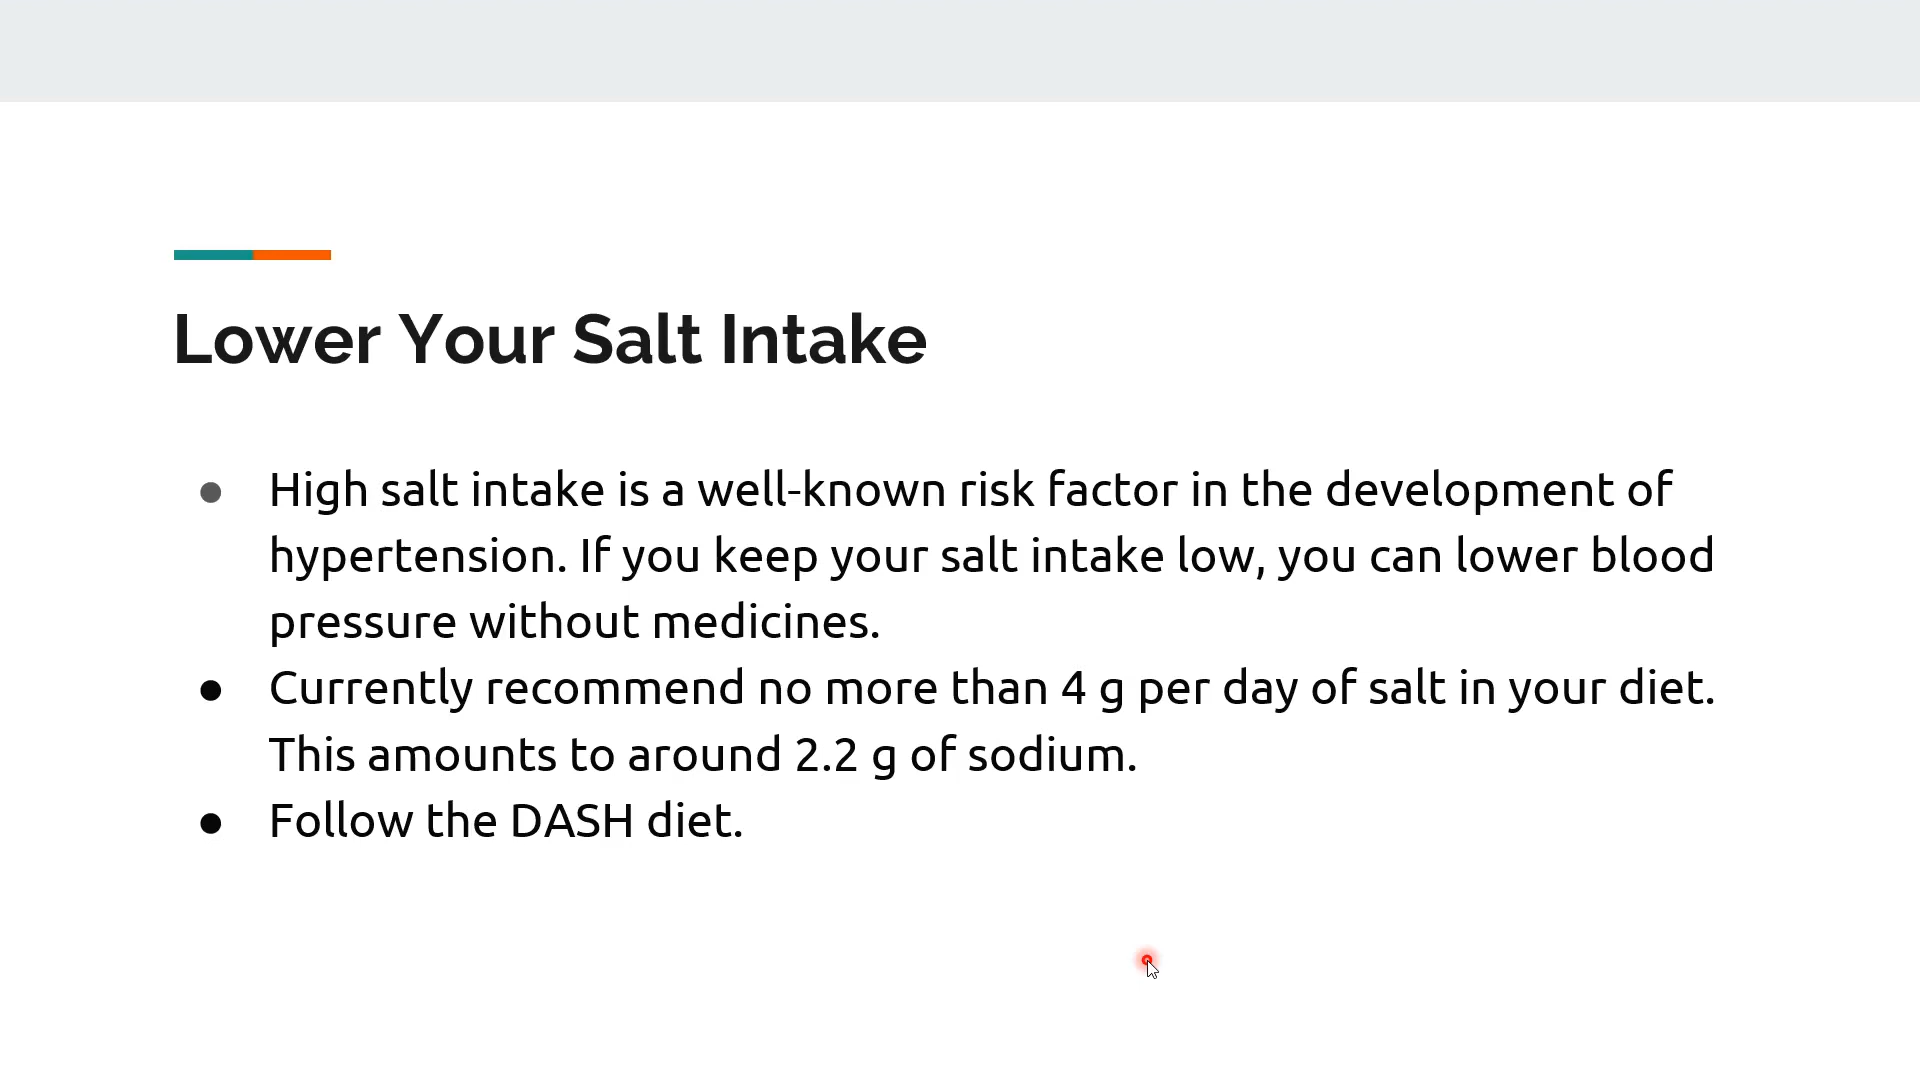 Lower Your Salt Intake
● High salt intake is a well-known risk factor in the development of
hypertension. If you keep your salt intake low, you can lower blood
pressure without medicines.
● Currently recommend no more than 4 g per day of salt in your diet.
This amounts to around 2.2 g of sodium.
● Follow the DASH diet.